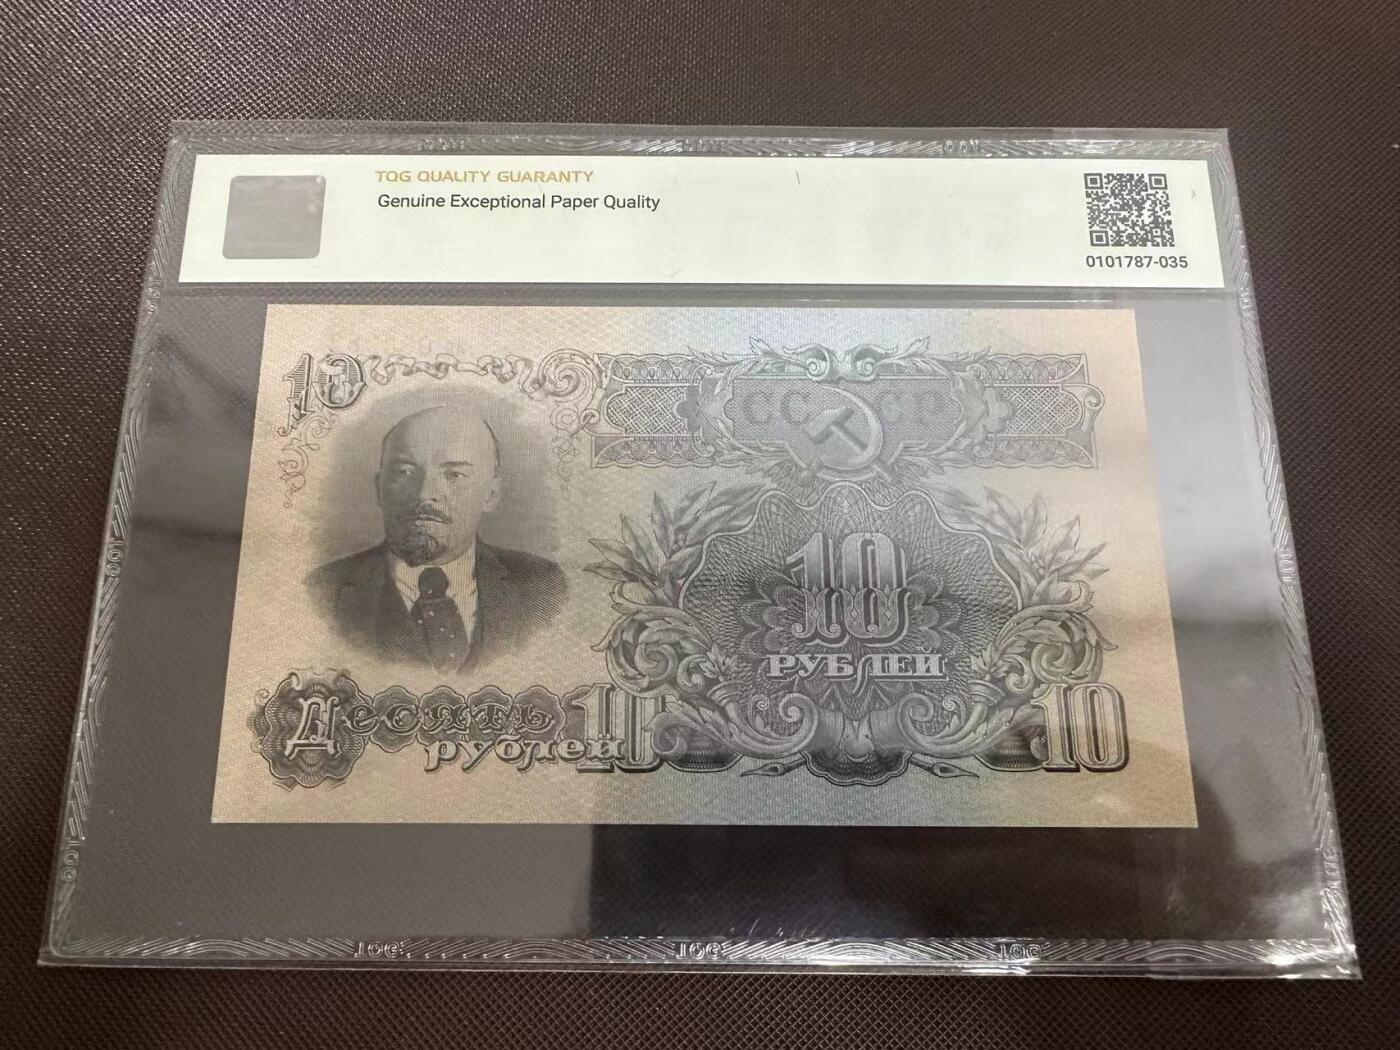 TQG QUALITY GUARANTY
Genuine Exceptional Paper Quality
0101787-035
10
СССР
10
РУБЛЕЙ
Десять
рублей
10
10